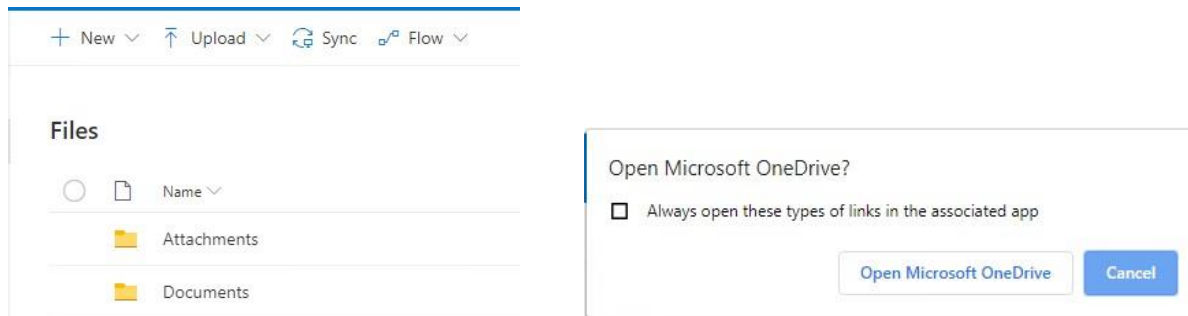 New Upload Sync Flow
Files
Name
Attachments
Documents
Open Microsoft OneDrive?
Always open these types of links in the associated app
Open Microsoft OneDrive Cancel